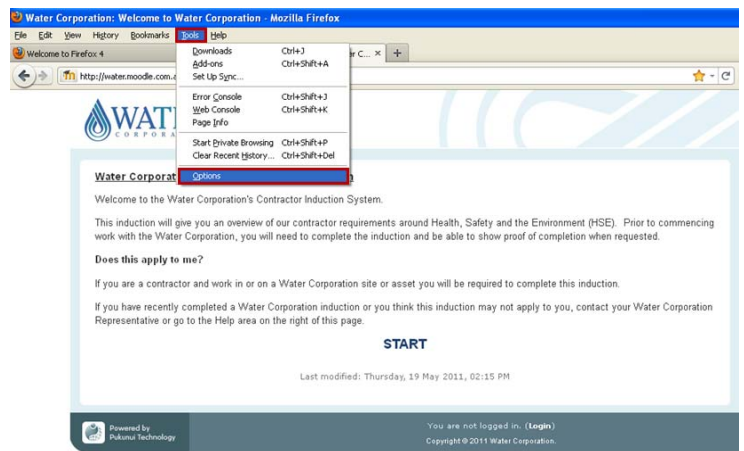 Water Corporation: Welcome to Water Corporation - Mozilla Firefox
File Edit View History Bookmarks Tools Help
Welcome to Firefox 4
r C... × +
http://water.moodle.com.a
Downloads Ctrl+J
Add-ons Ctrl+Shift+A
Set Up Sync...
Error Console Ctrl+Shift+J
Web Console Ctrl+Shift+K
Page Info
Start Private Browsing Ctrl+Shift+P
Clear Recent History... Ctrl+Shift+Del
Options
WAT
CORPORA
Water Corporat
Welcome to the Water Corporation's Contractor Induction System.
This induction will give you an overview of our contractor requirements around Health, Safety and the Environment (HSE). Prior to commencing
work with the Water Corporation, you will need to complete the induction and be able to show proof of completion when requested.
Does this apply to me?
If you are a contractor and work in or on a Water Corporation site or asset you will be required to complete this induction.
If you have recently completed a Water Corporation induction or you think this induction may not apply to you, contact your Water Corporation
Representative or go to the Help area on the right of this page.
START
Last modified: Thursday, 19 May 2011, 02:15 PM
Powered by
Pukunui Technology
You are not logged in. (Login)
Copyright © 2011 Water Corporation.